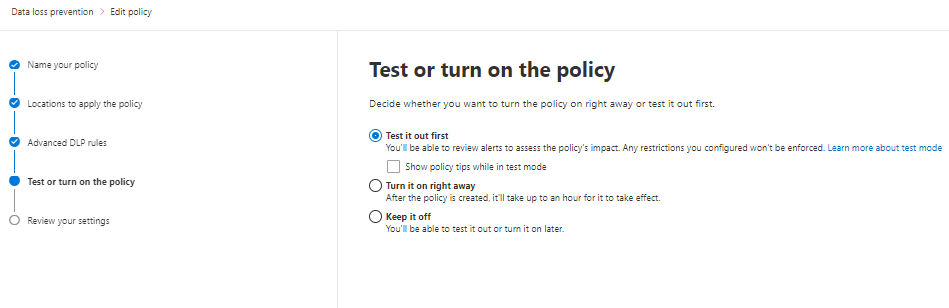 Data loss prevention > Edit policy
Name your policy
Locations to apply the policy
Advanced DLP rules
Test or turn on the policy
Review your settings
Test or turn on the policy
Decide whether you want to turn the policy on right away or test it out first.
Test it out first
You'll be able to review alerts to assess the policy's impact. Any restrictions you configured won't be enforced. Learn more about test mode
Show policy tips while in test mode
Turn it on right away
After the policy is created, it'll take up to an hour for it to take effect.
Keep it off
You'll be able to test it out or turn it on later.